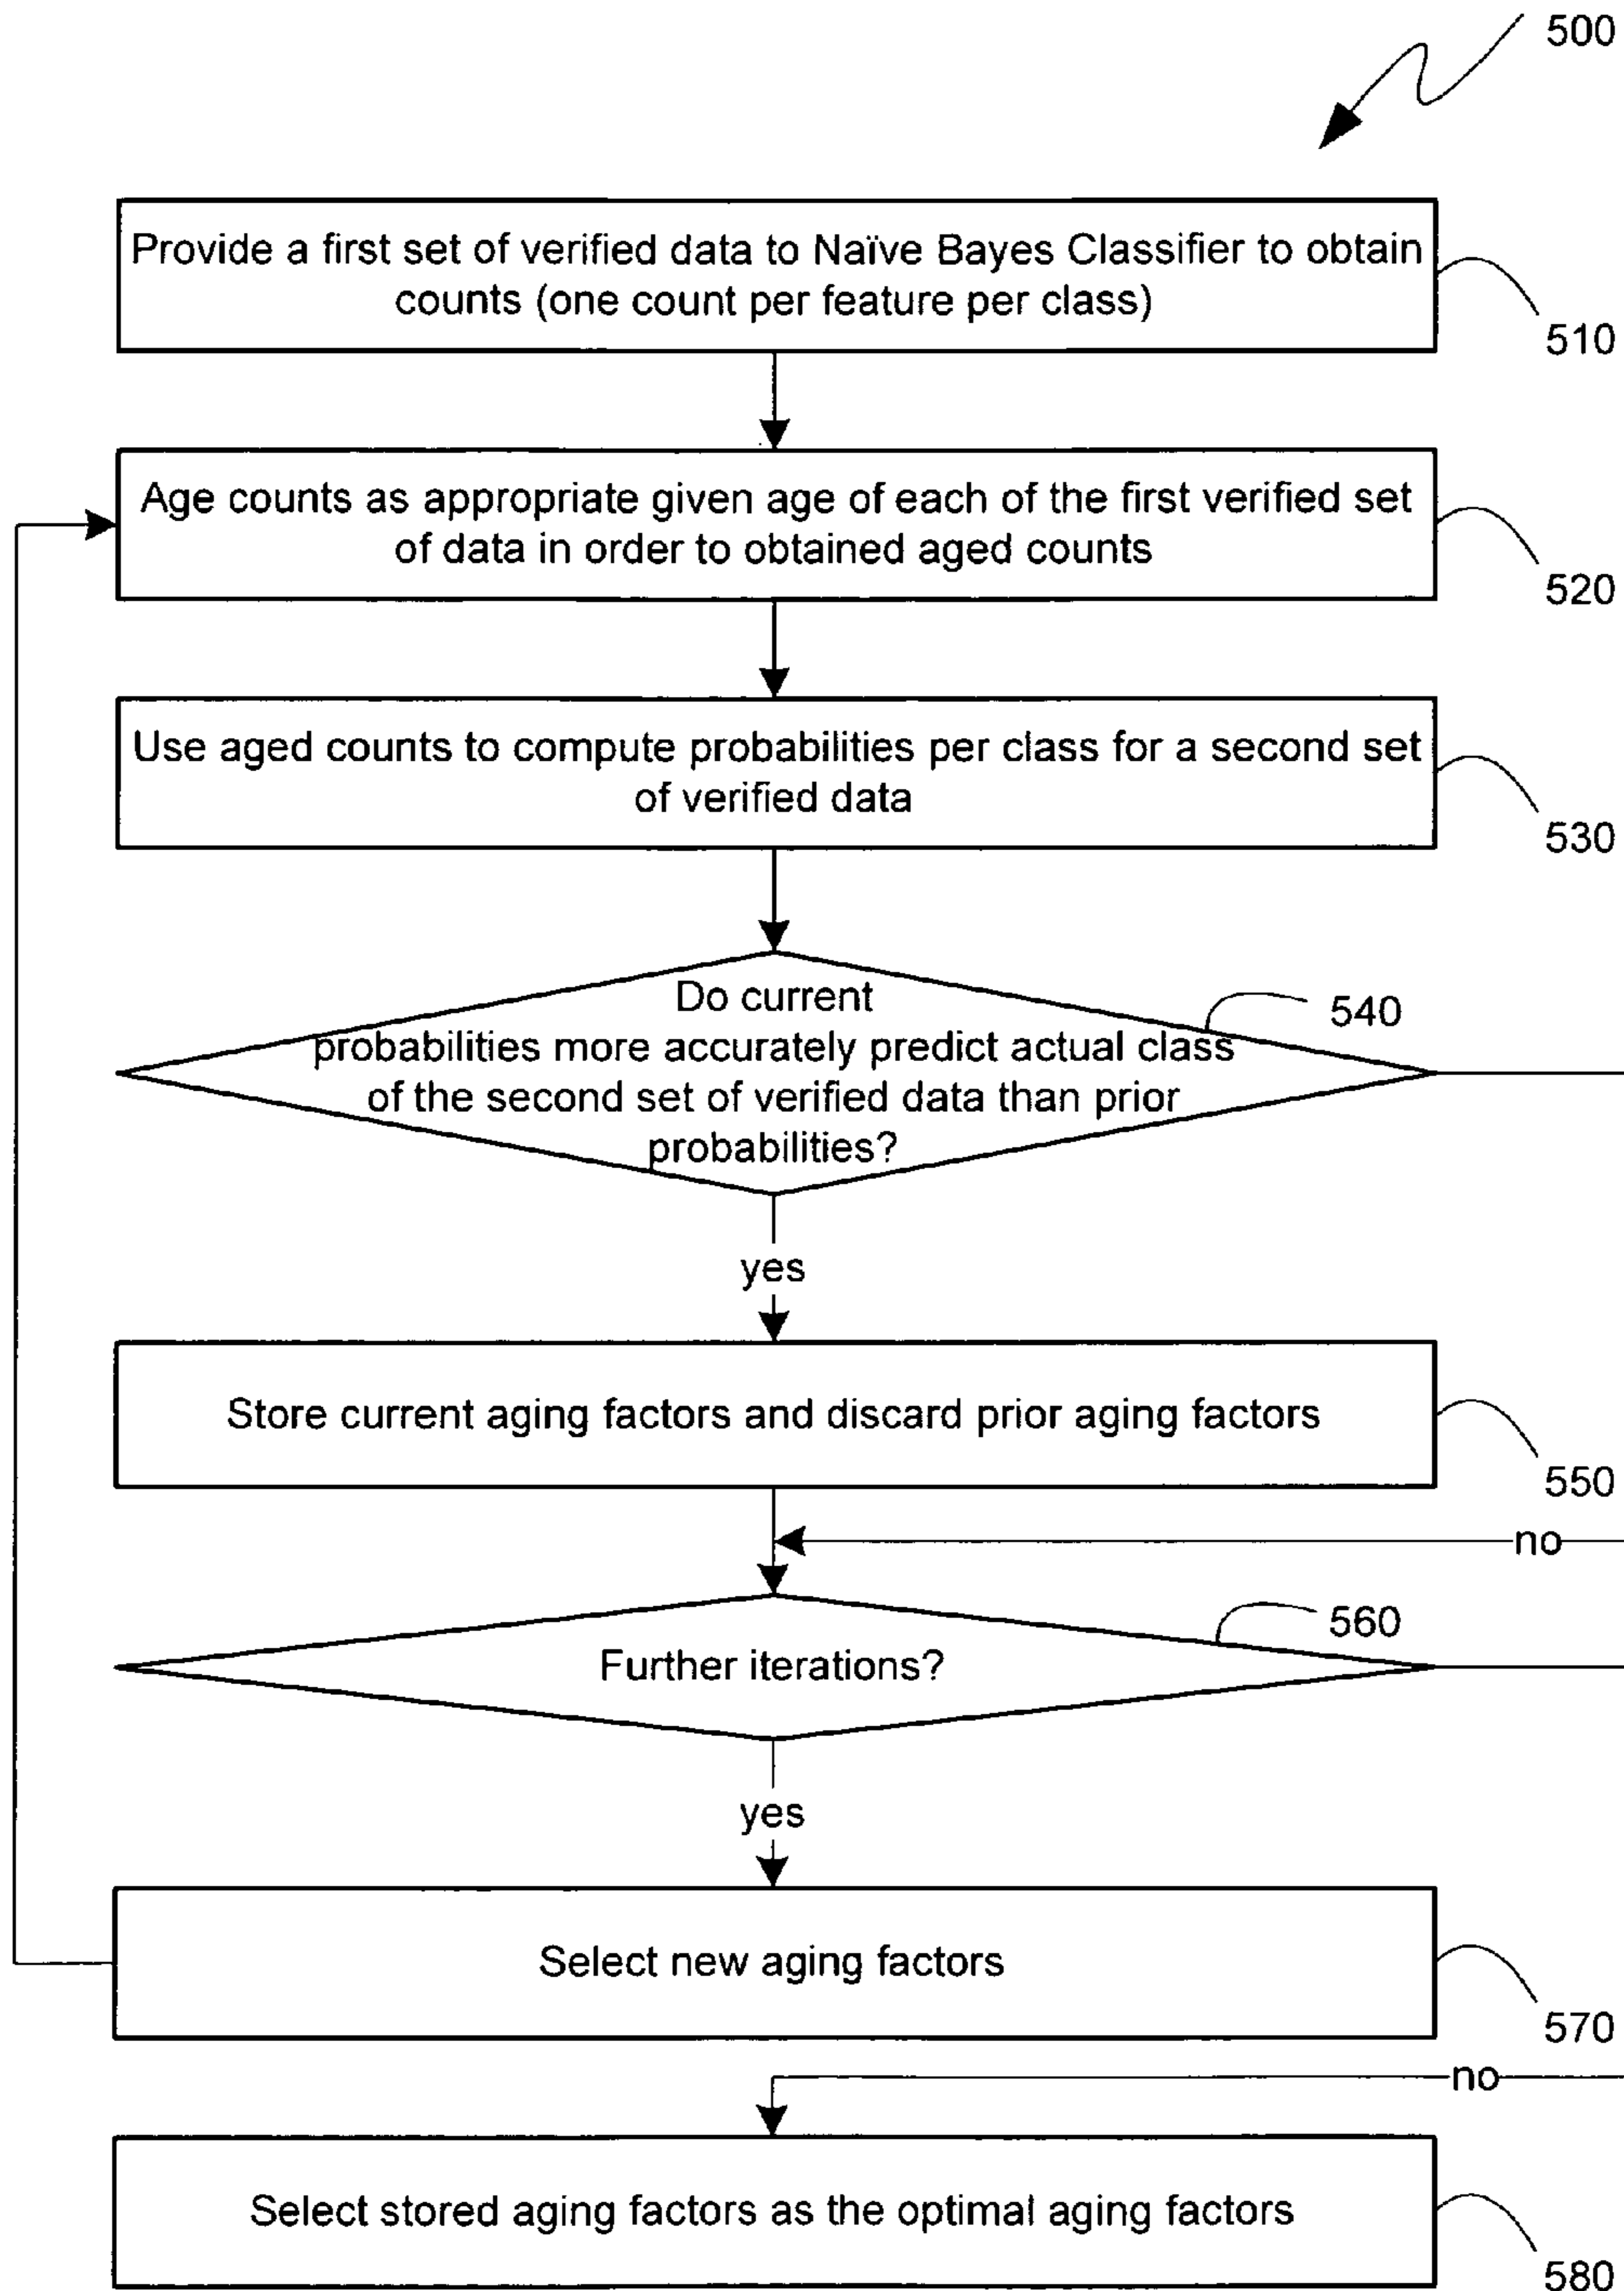 500
Provide a first set of verified data to Naïve Bayes Classifier to obtain
counts (one count per feature per class)
510
Age counts as appropriate given age of each of the first verified set
of data in order to obtained aged counts
520
Use aged counts to compute probabilities per class for a second set
of verified data
530
Do current
probabilities more accurately predict actual class
of the second set of verified data than prior
probabilities?
540
yes
Store current aging factors and discard prior aging factors
550
no
Further iterations?
560
yes
Select new aging factors
570
no
Select stored aging factors as the optimal aging factors
580